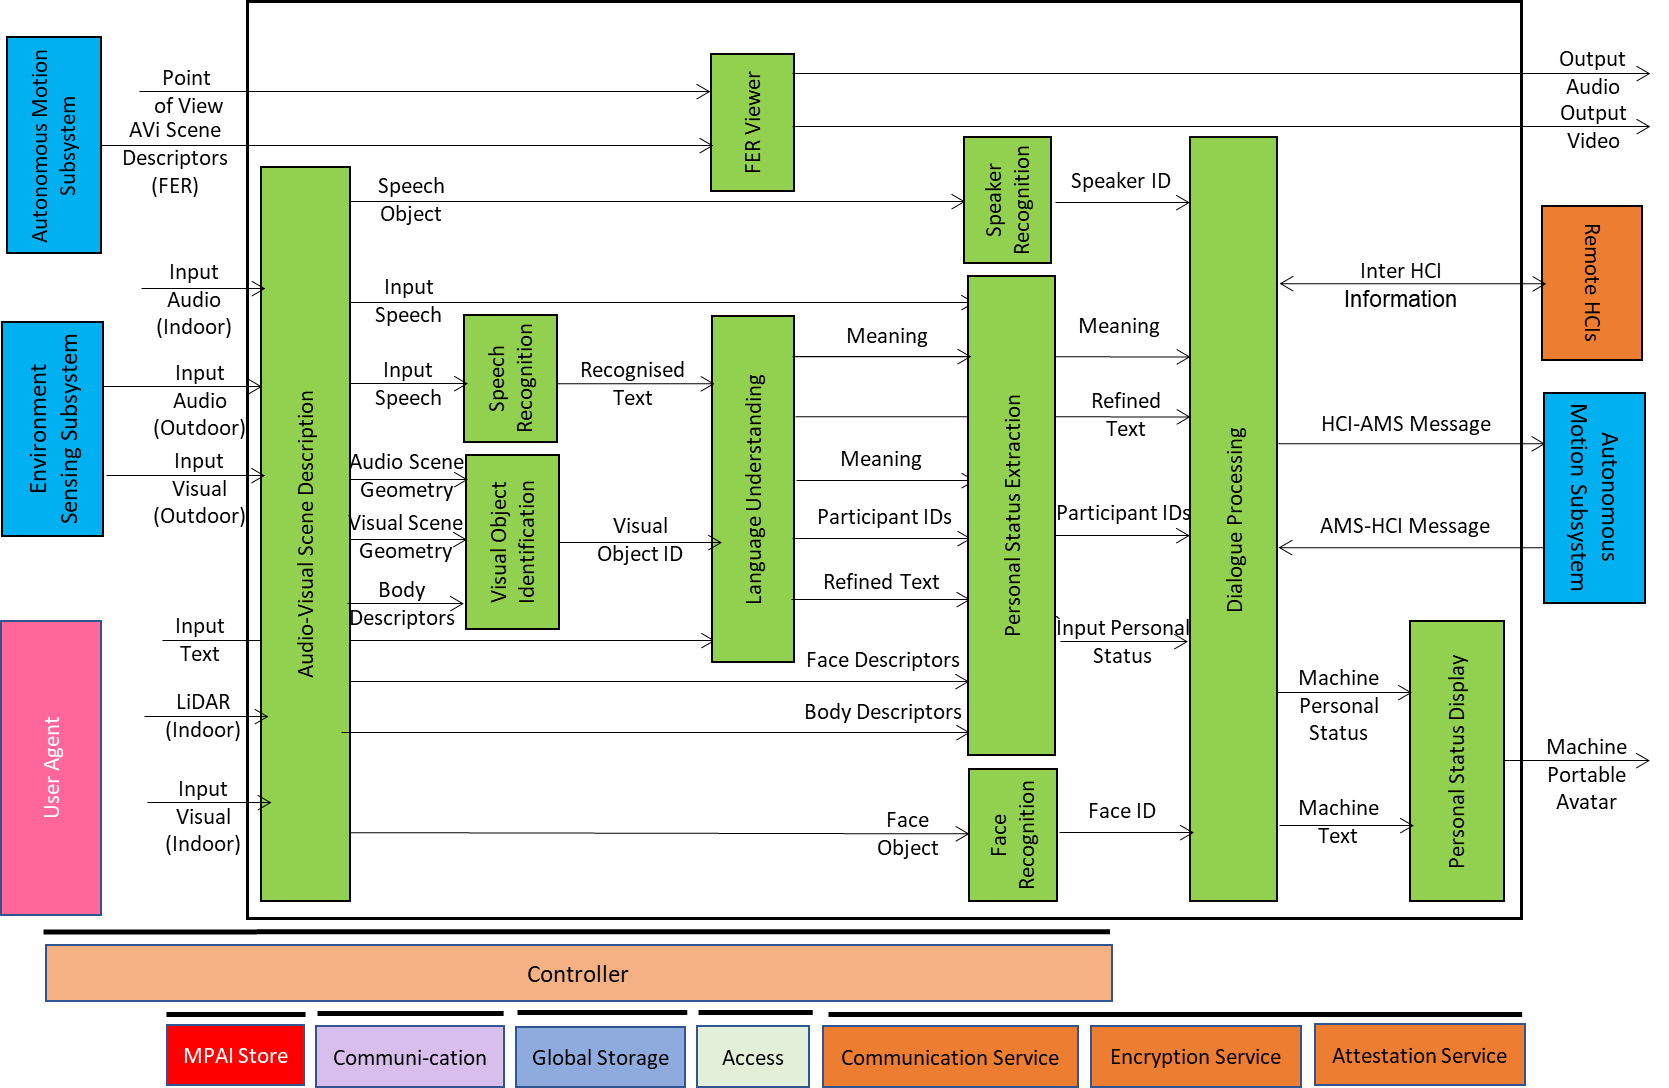 Autonomous Motion
Subsystem
Point
of View
AVi Scene
Descriptors
(FER)
FER Viewer
Output
Audio
Output
Video
Speech
Object
Speaker
Recognition
Speaker ID
Remote HCIs
Inter HCI
Information
Input
Audio
(Indoor)
Input
Speech
Environment
Sensing Subsystem
Input
Audio
(Outdoor)
Input
Visual
(Outdoor)
Audio-Visual Scene Description
Input
Speech
Speech
Recognition
Recognised
Text
Language Understanding
Meaning
Meaning
Refined
Text
Meaning
Participant IDs
Participant IDs
Refined Text
Personal Status Extraction
Dialogue Processing
HCI-AMS Message
AMS-HCI Message
Autonomous
Motion Subsystem
Audio Scene
Geometry
Visual Scene
Geometry
Body
Descriptors
Visual Object
Identification
Visual
Object ID
Input
Text
Face Descriptors
Body Descriptors
Input Personal
Status
User Agent
LiDAR
(Indoor)
Input
Visual
(Indoor)
Face
Object
Face
Recognition
Face ID
Machine
Personal
Status
Machine
Text
Personal Status Display
Machine
Portable
Avatar
Controller
MPAI Store
Communi-cation
Global Storage
Access
Communication Service
Encryption Service
Attestation Service